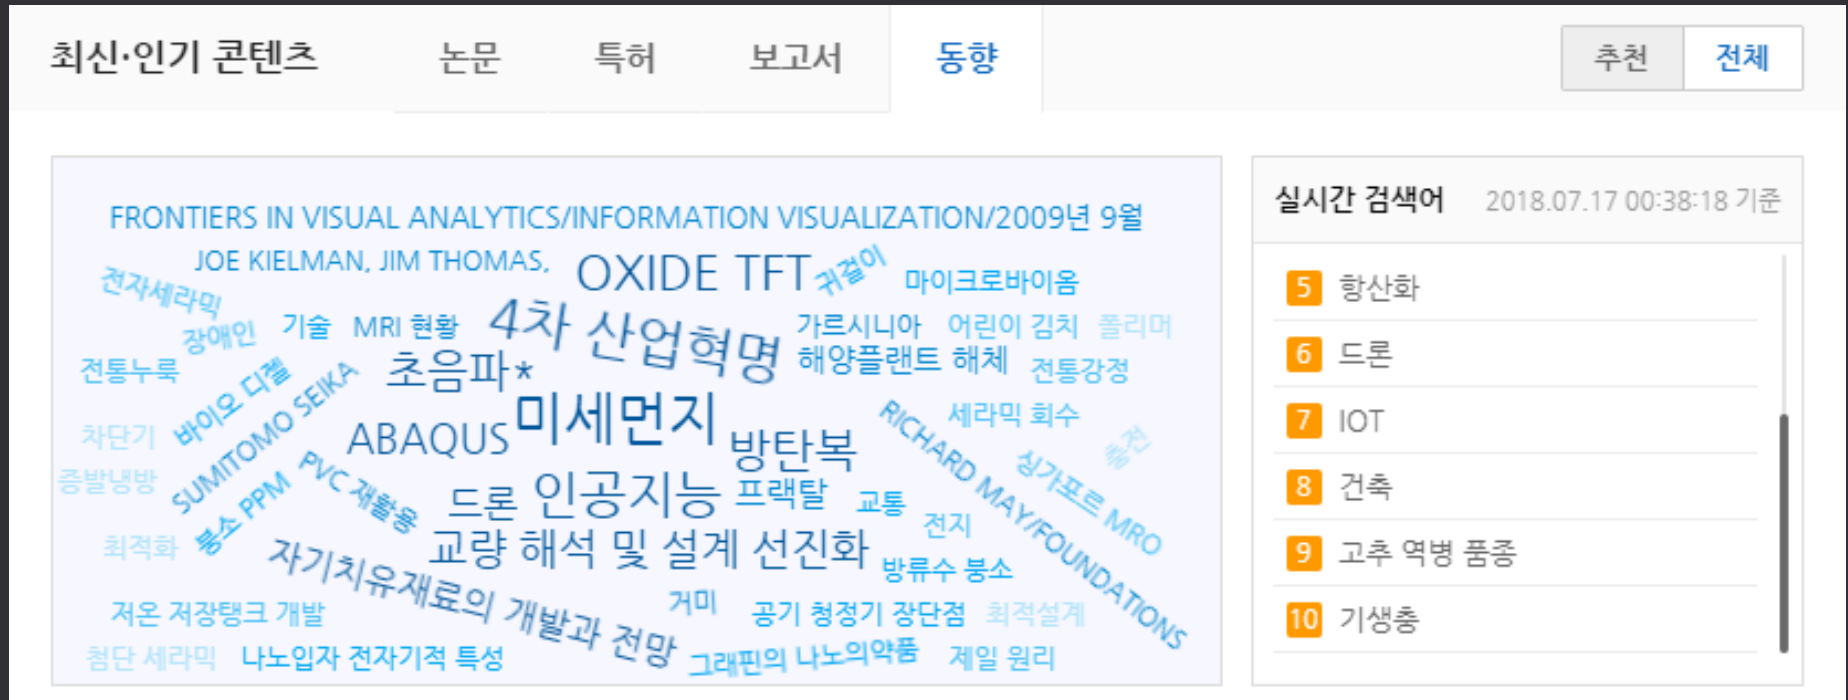 최신·인기 콘텐츠 논문 특허 보고서 동향 추천 전체
FRONTIERS IN VISUAL ANALYTICS/INFORMATION VISUALIZATION/2009년 9월
JOE KIELMAN, JIM THOMAS,
OXIDE TFT
귀걸이
마이크로바이옴
전자세라믹
장애인
기술
MRI 현황
4차 산업혁명
가르시니아
어린이 김치
폴리머
전통누룩
바이오 디젤
SUMITOMO SEIKA
초음파*
해양플랜트 해체
전통강정
미세먼지
차단기
ABAQUS
방탄복
RICHARD MAY/FOUNDATIONS
세라믹 회수
증발냉방
붕소 PPM
PVC 재활용
드론
인공지능
프랙탈
교통
전지
싱가포르 MRO
최적화
자기치유재료의 개발과 전망
교량 해석 및 설계 선진화
방류수 붕소
저온 저장탱크 개발
거미
공기 청정기 장단점
최적설계
첨단 세라믹
나노입자 전자기적 특성
그래핀의 나노의약품
제일 원리
실시간 검색어 2018.07.17 00:38:18 기준
5 항산화
6 드론
7 IOT
8 건축
9 고추 역병 품종
10 기생충